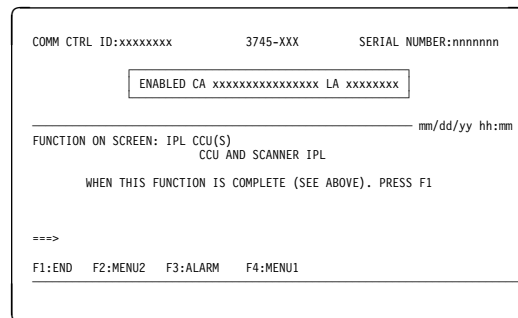 COMM CTRL ID:xxxxxxxx 3745-XXX SERIAL NUMBER:nnnnnnn
ENABLED CA xxxxxxxxxxxxxxxx LA xxxxxxxx
mm/dd/yy hh:mm
FUNCTION ON SCREEN: IPL CCU(S)
CCU AND SCANNER IPL
WHEN THIS FUNCTION IS COMPLETE (SEE ABOVE). PRESS F1
===>
F1:END F2:MENU2 F3:ALARM F4:MENU1